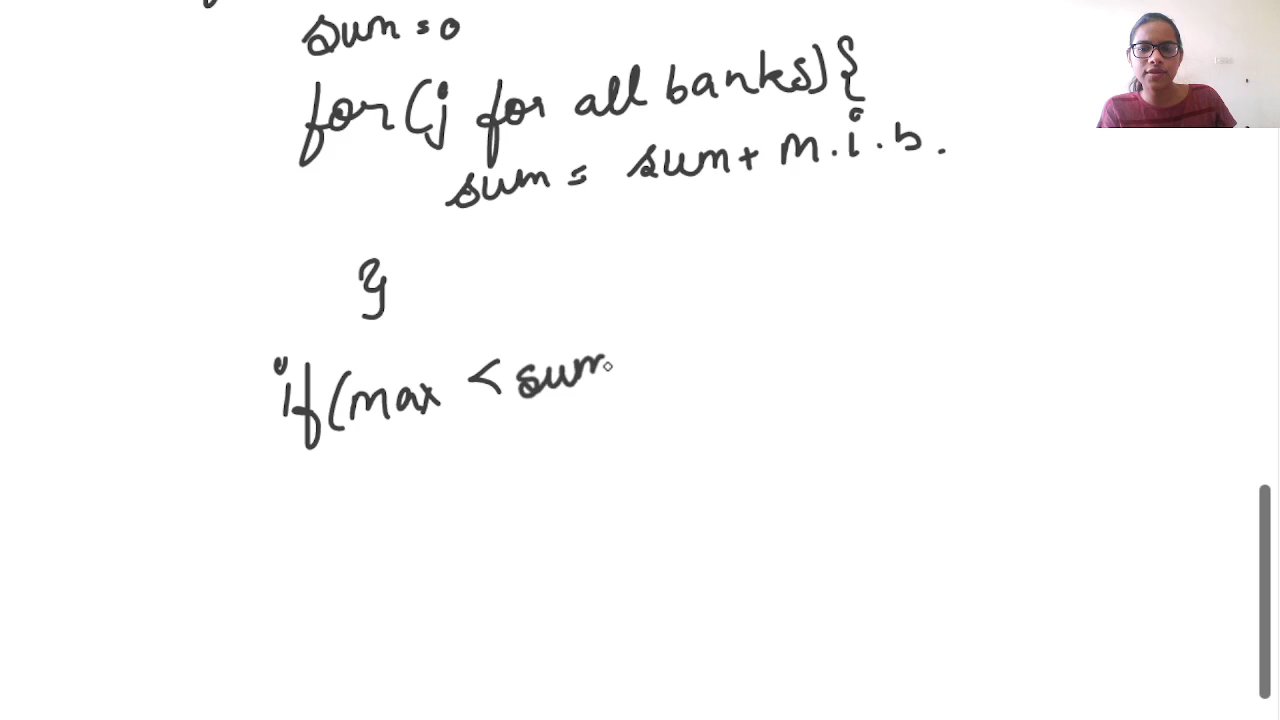 sum = 0
for (j for all banks) {
sum = sum + m.i.b.
}
if (max < sum